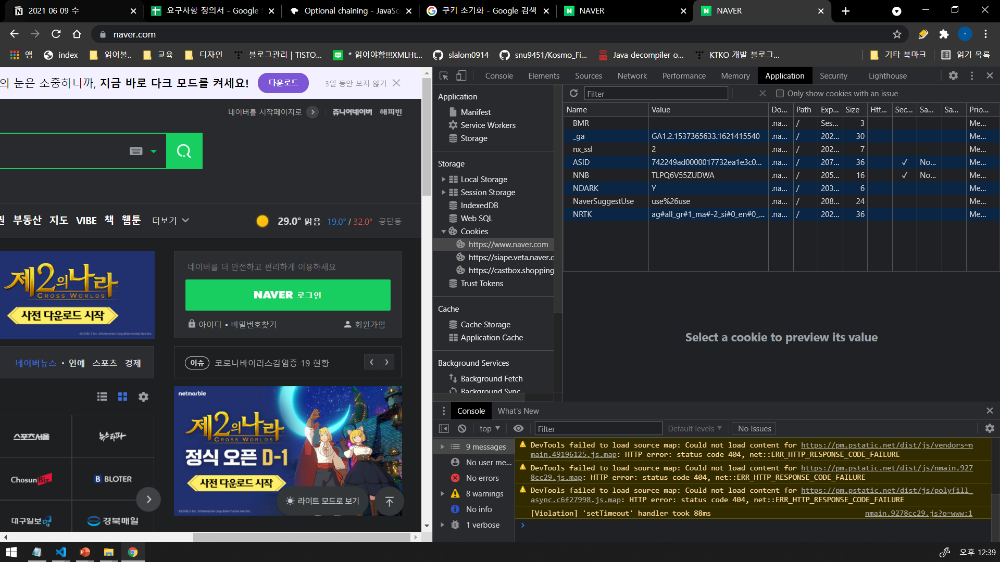 2021 06 09 수
요구사항 정의서 - Google S
Optional chaining - JavaSc
쿠키 초기화 - Google 검색
NAVER
NAVER
naver.com
앱
index
읽어볼..
교육
디자인
블로그관리 | TISTO...
* 읽어야함!!!XMLHt...
slalom0914
snu9451/Kosmo_Fi...
Java decompiler o...
KTKO 개발 블로그...
기타 북마크
읽기 목록
의 눈은 소중하니까, 지금 바로 다크 모드를 켜세요!
다운로드
3일 동안 보지 않기
네이버를 시작페이지로
쥬니어네이버
해피빈
부동산
지도
VIBE
책
웹툰
더보기
29.0° 맑음 19.0° / 32.0° 공단동
제2의나라
CROSS WORLDS
사전 다운로드 시작
네이버를 더 안전하고 편리하게 이용하세요
NAVER 로그인
아이디 • 비밀번호찾기
회원가입
네이버뉴스 • 연예 스포츠 경제
이슈
코로나바이러스감염증-19 현황
스포츠서울
뉴스타파
ChosunBiz
BLOTER
대구일보
경북매일
netmarble
제2의나라
CROSS WORLDS
정식 오픈 D-1
사전 다운로드 시작
라이트 모드로 보기
Console
Elements
Sources
Network
Performance
Memory
Application
Security
Lighthouse
Application
Manifest
Service Workers
Storage
Storage
Local Storage
Session Storage
IndexedDB
Web SQL
Cookies
https://www.naver.com
https://siape.veta.naver.c
https://castbox.shopping
Trust Tokens
Cache
Cache Storage
Application Cache
Background Services
Background Fetch
Background Sync
Filter
Only show cookies with an issue
Name Value Do... Path Exp... Size Htt... Sec... Sa... Sa... Prio...
BMR .na... / Ses... 3 Me...
_ga GA1.2.1537365633.1621415540 .na... / 202... 30 Me...
nx_ssl 2 .na... / 202... 7 Me...
ASID 742249ad0000017732ea1e3c0... .na... / 207... 36 ✓ No... Me...
NNB TLPQ6V55ZUDWA .na... / 205... 16 ✓ No... Me...
NDARK Y .na... / 203... 6 Me...
NaverSuggestUse use%26use .na... / 208... 24 Me...
NRTK ag#all_gr#1_ma#-2_si#0_en#0_... .na... / 202... 36 Me...
Select a cookie to preview its value
Console
What's New
top
Filter
Default levels
No Issues
9 messages
No user me...
No errors
8 warnings
No info
1 verbose
DevTools failed to load source map: Could not load content for https://pm.pstatic.net/dist/js/vendors~n
main.49196125.js.map: HTTP error: status code 404, net::ERR_HTTP_RESPONSE_CODE_FAILURE
DevTools failed to load source map: Could not load content for https://pm.pstatic.net/dist/js/nmain.927
8cc29.js.map: HTTP error: status code 404, net::ERR_HTTP_RESPONSE_CODE_FAILURE
DevTools failed to load source map: Could not load content for https://pm.pstatic.net/dist/js/polyfill_
async.c6f27998.js.map: HTTP error: status code 404, net::ERR_HTTP_RESPONSE_CODE_FAILURE
[Violation] 'setTimeout' handler took 88ms
nmain.9278cc29.js?o=www:1
오후 12:39